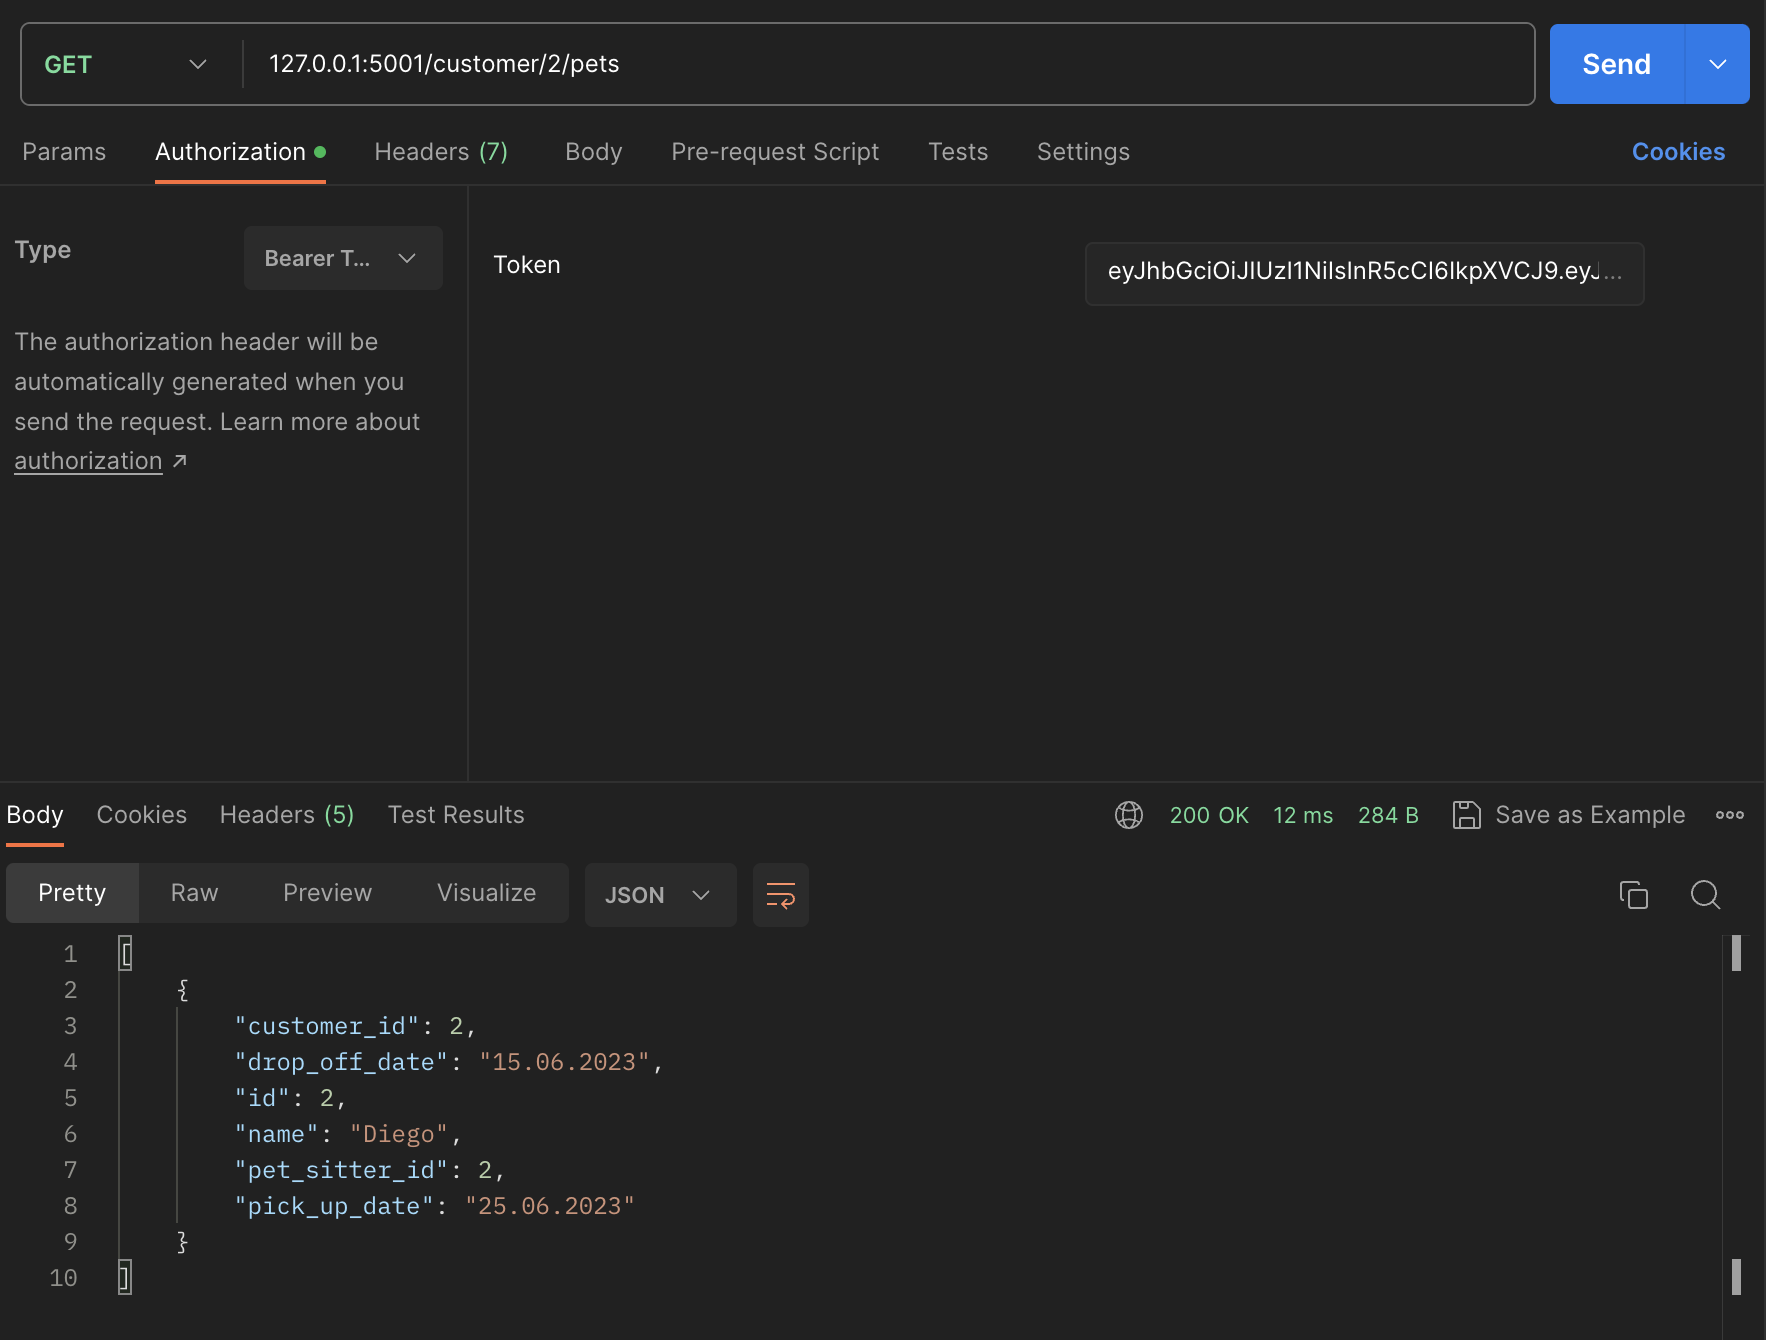 GET 127.0.0.1:5001/customer/2/pets Send
Params Authorization Headers (7) Body Pre-request Script Tests Settings Cookies
Type Bearer T... Token eyJhbGciOiJIUzI1NiIsInR5cCI6IkpXVCJ9.eyJ...
The authorization header will be
automatically generated when you
send the request. Learn more about
authorization ↗
Body Cookies Headers (5) Test Results 200 OK 12 ms 284 B Save as Example
Pretty Raw Preview Visualize JSON
1 [
2 {
3 "customer_id": 2,
4 "drop_off_date": "15.06.2023",
5 "id": 2,
6 "name": "Diego",
7 "pet_sitter_id": 2,
8 "pick_up_date": "25.06.2023"
9 }
10 ]